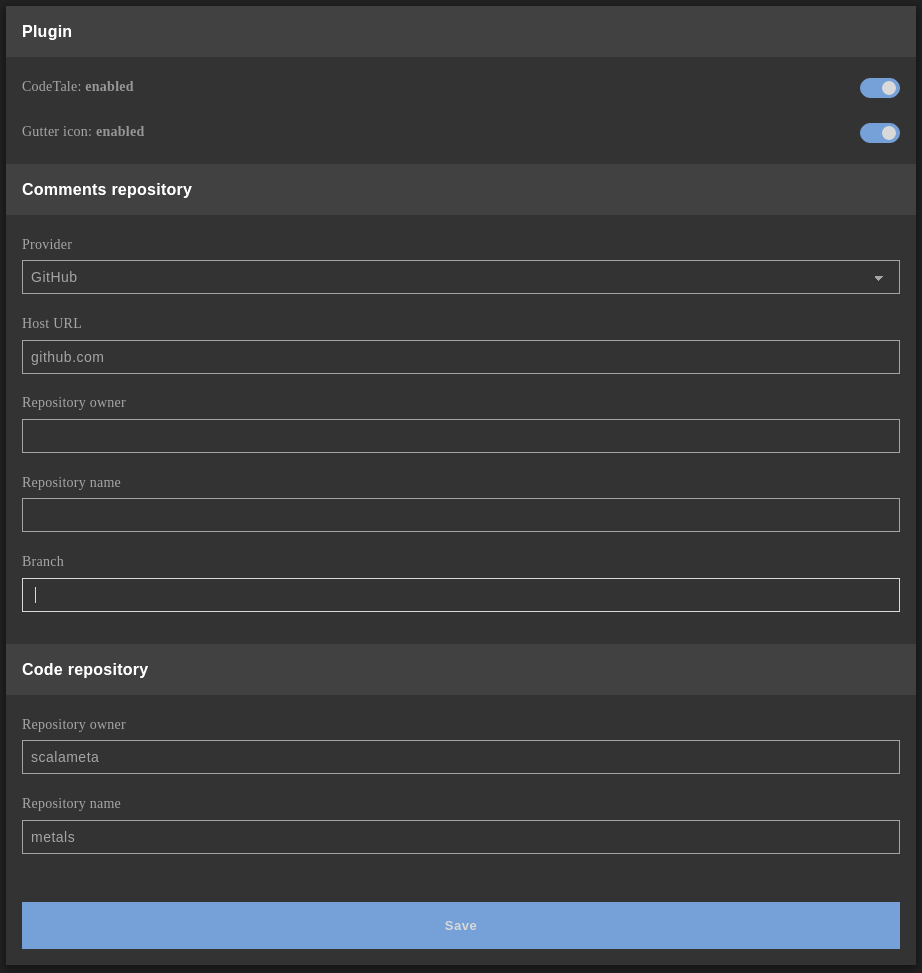 Plugin
CodeTale: enabled
Gutter icon: enabled
Comments repository
Provider
GitHub
Host URL
github.com
Repository owner
Repository name
Branch
Code repository
Repository owner
scalameta
Repository name
metals
Save